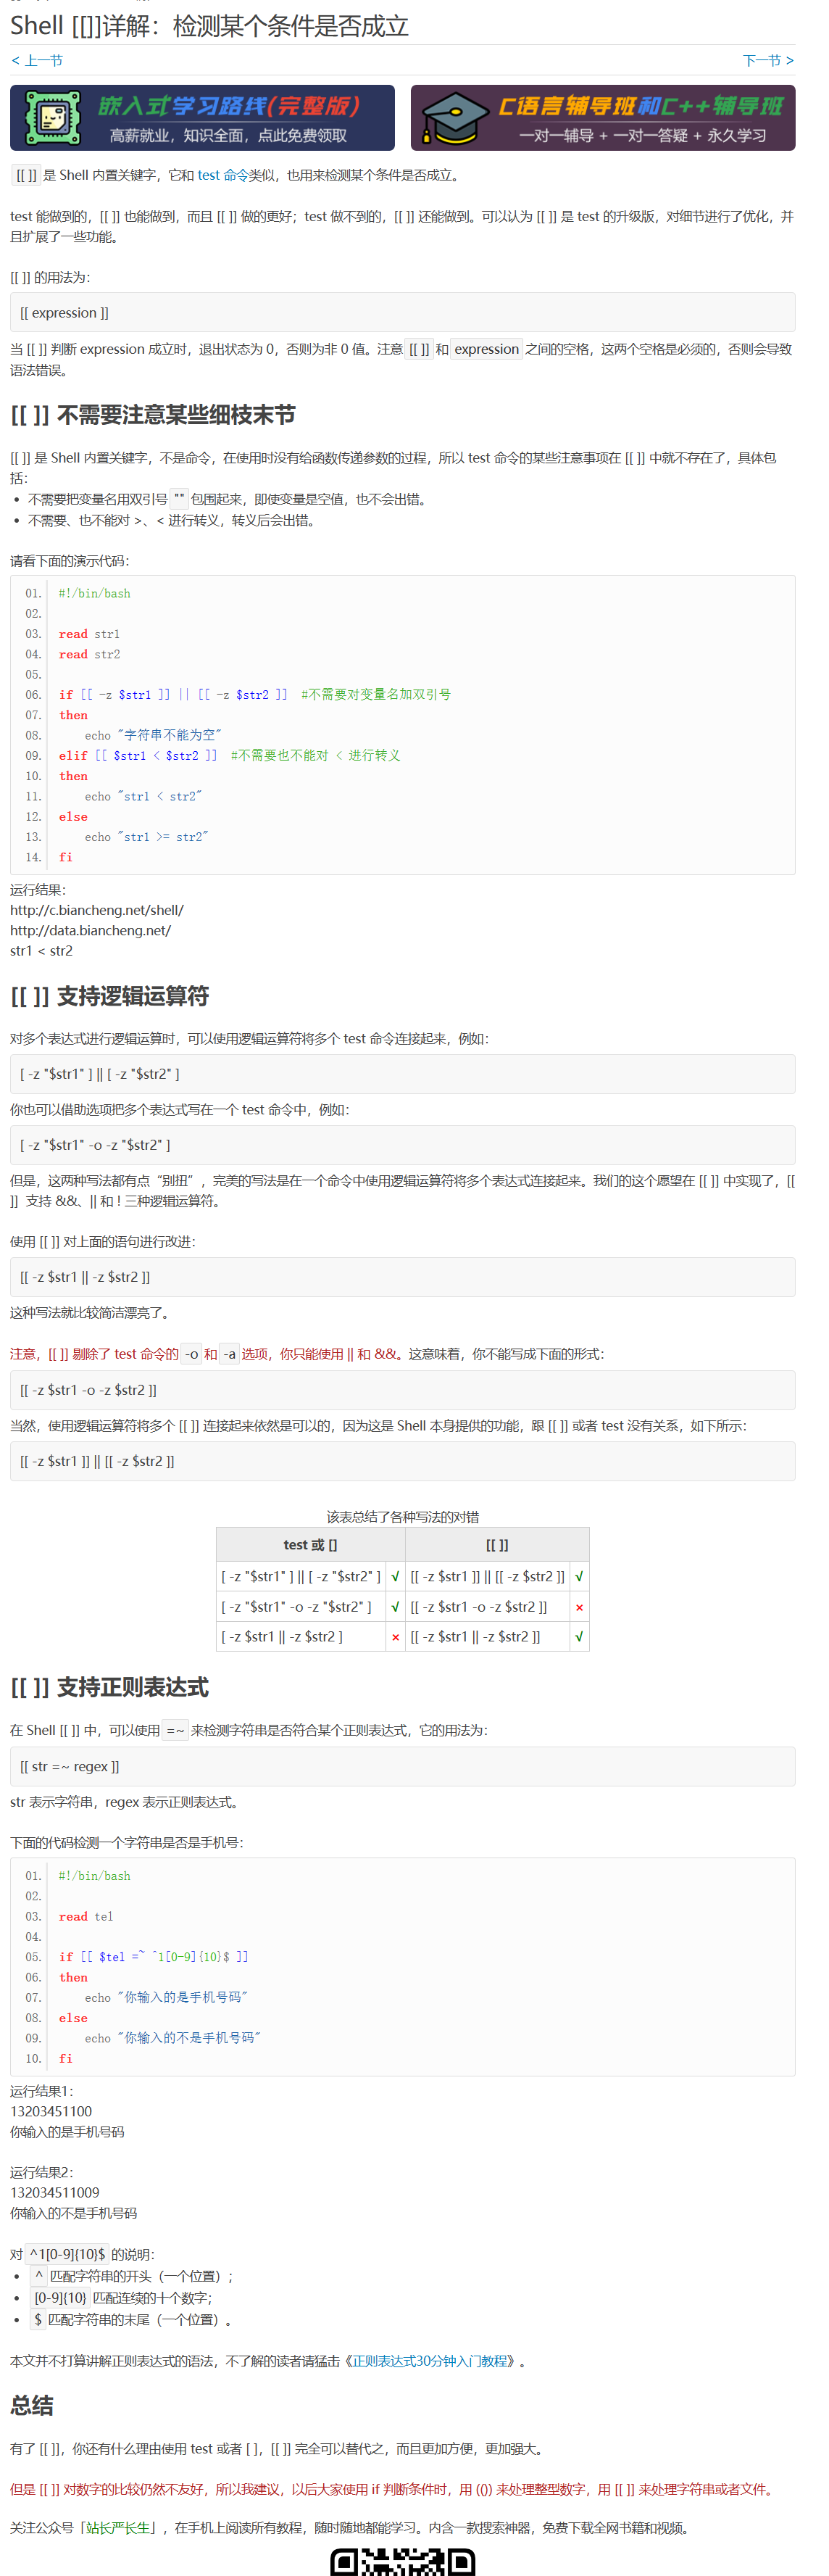 Shell [[]]详解：检测某个条件是否成立
< 上一节
下一节 >
嵌入式学习路线(完整版)
高薪就业，知识全面，点此免费领取
C语言辅导班和C++辅导班
一对一辅导 + 一对一答疑 + 永久学习
[[ ]] 是 Shell 内置关键字，它和 test 命令类似，也用来检测某个条件是否成立。
test 能做到的，[[ ]] 也能做到，而且 [[ ]] 做的更好；test 做不到的，[[ ]] 还能做到。可以认为 [[ ]] 是 test 的升级版，对细节进行了优化，并
且扩展了一些功能。
[[ ]] 的用法为：
[[ expression ]]
当 [[ ]] 判断 expression 成立时，退出状态为 0，否则为非 0 值。注意 [[ ]] 和 expression 之间的空格，这两个空格是必须的，否则会导致
语法错误。
[[ ]] 不需要注意某些细枝末节
[[ ]] 是 Shell 内置关键字，不是命令，在使用时没有给函数传递参数的过程，所以 test 命令的某些注意事项在 [[ ]] 中就不存在了，具体包
括：
• 不需要把变量名用双引号 "" 包围起来，即使变量是空值，也不会出错。
• 不需要、也不能对 >、< 进行转义，转义后会出错。
请看下面的演示代码：
01. #!/bin/bash
02.
03. read str1
04. read str2
05.
06. if [[ -z $str1 ]] || [[ -z $str2 ]]  #不需要对变量名加双引号
07. then
08.     echo "字符串不能为空"
09. elif [[ $str1 < $str2 ]]  #不需要也不能对 < 进行转义
10. then
11.     echo "str1 < str2"
12. else
13.     echo "str1 >= str2"
14. fi
运行结果：
http://c.biancheng.net/shell/
http://data.biancheng.net/
str1 < str2
[[ ]] 支持逻辑运算符
对多个表达式进行逻辑运算时，可以使用逻辑运算符将多个 test 命令连接起来，例如：
[ -z "$str1" ] || [ -z "$str2" ]
你也可以借助选项把多个表达式写在一个 test 命令中，例如：
[ -z "$str1" -o -z "$str2" ]
但是，这两种写法都有点“别扭”，完美的写法是在一个命令中使用逻辑运算符将多个表达式连接起来。我们的这个愿望在 [[ ]] 中实现了，[[
]] 支持 &&、|| 和 ! 三种逻辑运算符。
使用 [[ ]] 对上面的语句进行改进：
[[ -z $str1 || -z $str2 ]]
这种写法就比较简洁漂亮了。
注意，[[ ]] 剔除了 test 命令的 -o 和 -a 选项，你只能使用 || 和 &&。这意味着，你不能写成下面的形式：
[[ -z $str1 -o -z $str2 ]]
当然，使用逻辑运算符将多个 [[ ]] 连接起来依然是可以的，因为这是 Shell 本身提供的功能，跟 [[ ]] 或者 test 没有关系，如下所示：
[[ -z $str1 ]] || [[ -z $str2 ]]
该表总结了各种写法的对错
test 或 [] [[ ]]
[ -z "$str1" ] || [ -z "$str2" ] √ [[ -z $str1 ]] || [[ -z $str2 ]] √
[ -z "$str1" -o -z "$str2" ] √ [[ -z $str1 -o -z $str2 ]] ×
[ -z $str1 || -z $str2 ] × [[ -z $str1 || -z $str2 ]] √
[[ ]] 支持正则表达式
在 Shell [[ ]] 中，可以使用 =~ 来检测字符串是否符合某个正则表达式，它的用法为：
[[ str =~ regex ]]
str 表示字符串，regex 表示正则表达式。
下面的代码检测一个字符串是否是手机号：
01. #!/bin/bash
02.
03. read tel
04.
05. if [[ $tel =~ ^1[0-9]{10}$ ]]
06. then
07.     echo "你输入的是手机号码"
08. else
09.     echo "你输入的不是手机号码"
10. fi
运行结果1：
13203451100
你输入的是手机号码
运行结果2：
132034511009
你输入的不是手机号码
对 ^1[0-9]{10}$ 的说明：
• ^ 匹配字符串的开头（一个位置）；
• [0-9]{10} 匹配连续的十个数字；
• $ 匹配字符串的末尾（一个位置）。
本文并不打算讲解正则表达式的语法，不了解的读者请猛击《正则表达式30分钟入门教程》。
总结
有了 [[ ]]，你还有什么理由使用 test 或者 [ ]，[[ ]] 完全可以替代之，而且更加方便，更加强大。
但是 [[ ]] 对数字的比较仍然不友好，所以我建议，以后大家使用 if 判断条件时，用 (()) 来处理整型数字，用 [[ ]] 来处理字符串或者文件。
关注公众号「站长严长生」，在手机上阅读所有教程，随时随地都能学习。内含一款搜索神器，免费下载全网书籍和视频。